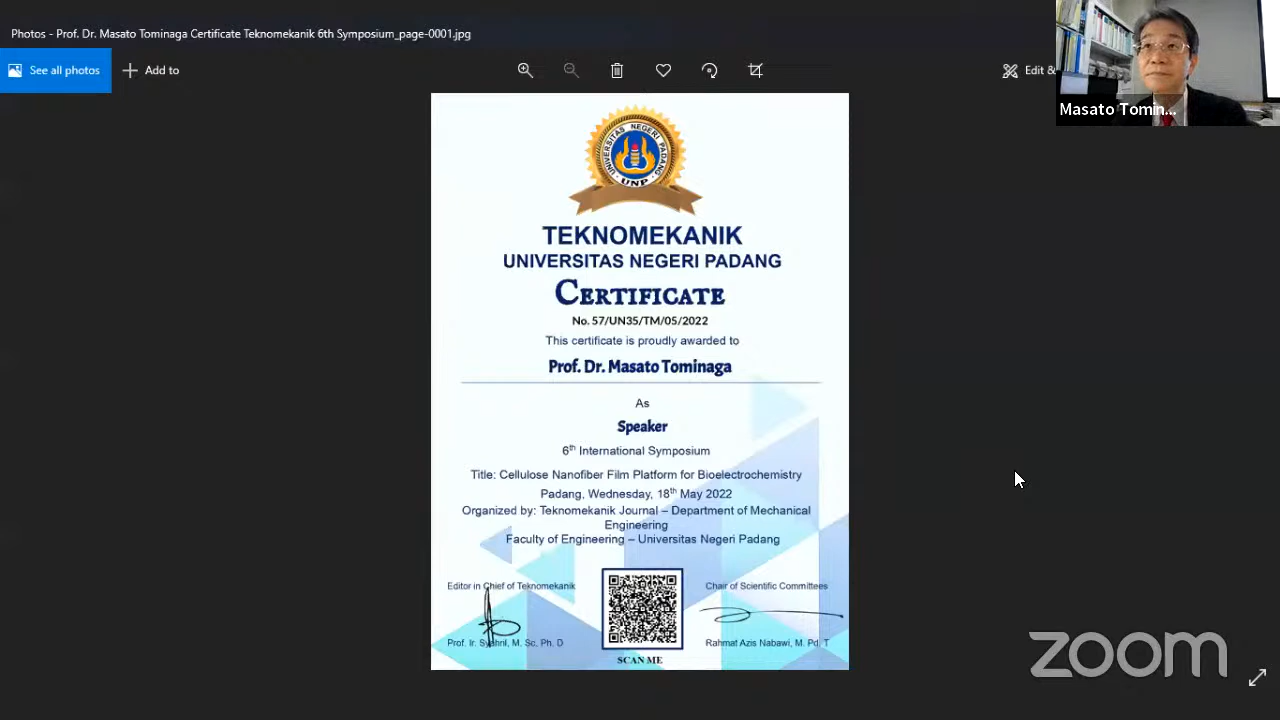 Photos - Prof. Dr. Masato Tominaga Certificate Teknomekanik 6th Symposium_page-0001.jpg
See all photos
Add to
Edit &
Masato Tomin...
UNIVERSITAS NEGERI PADANG
UNP
TEKNOMEKANIK
UNIVERSITAS NEGERI PADANG
CERTIFICATE
No. 57/UN35/TM/05/2022
This certificate is proudly awarded to
Prof. Dr. Masato Tominaga
As
Speaker
6th International Symposium
Title: Cellulose Nanofiber Film Platform for Bioelectrochemistry
Padang, Wednesday, 18th May 2022
Organized by: Teknomekanik Journal – Department of Mechanical
Engineering
Faculty of Engineering – Universitas Negeri Padang
Editor in Chief of Teknomekanik
Chair of Scientific Committees
Prof. Ir. Syahril, M. Sc, Ph. D
Rahmat Azis Nabawi, M. Pd, T
SCAN ME
zoom